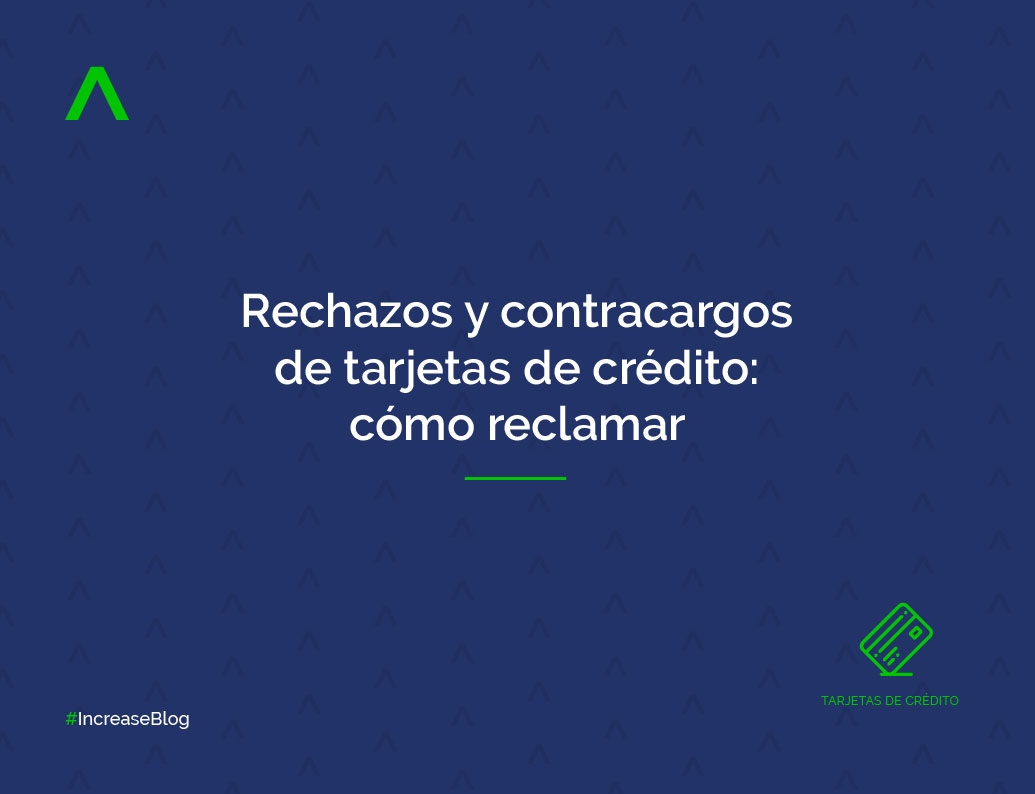 Rechazos y contracargos
de tarjetas de crédito:
cómo reclamar
TARJETAS DE CRÉDITO
#IncreaseBlog